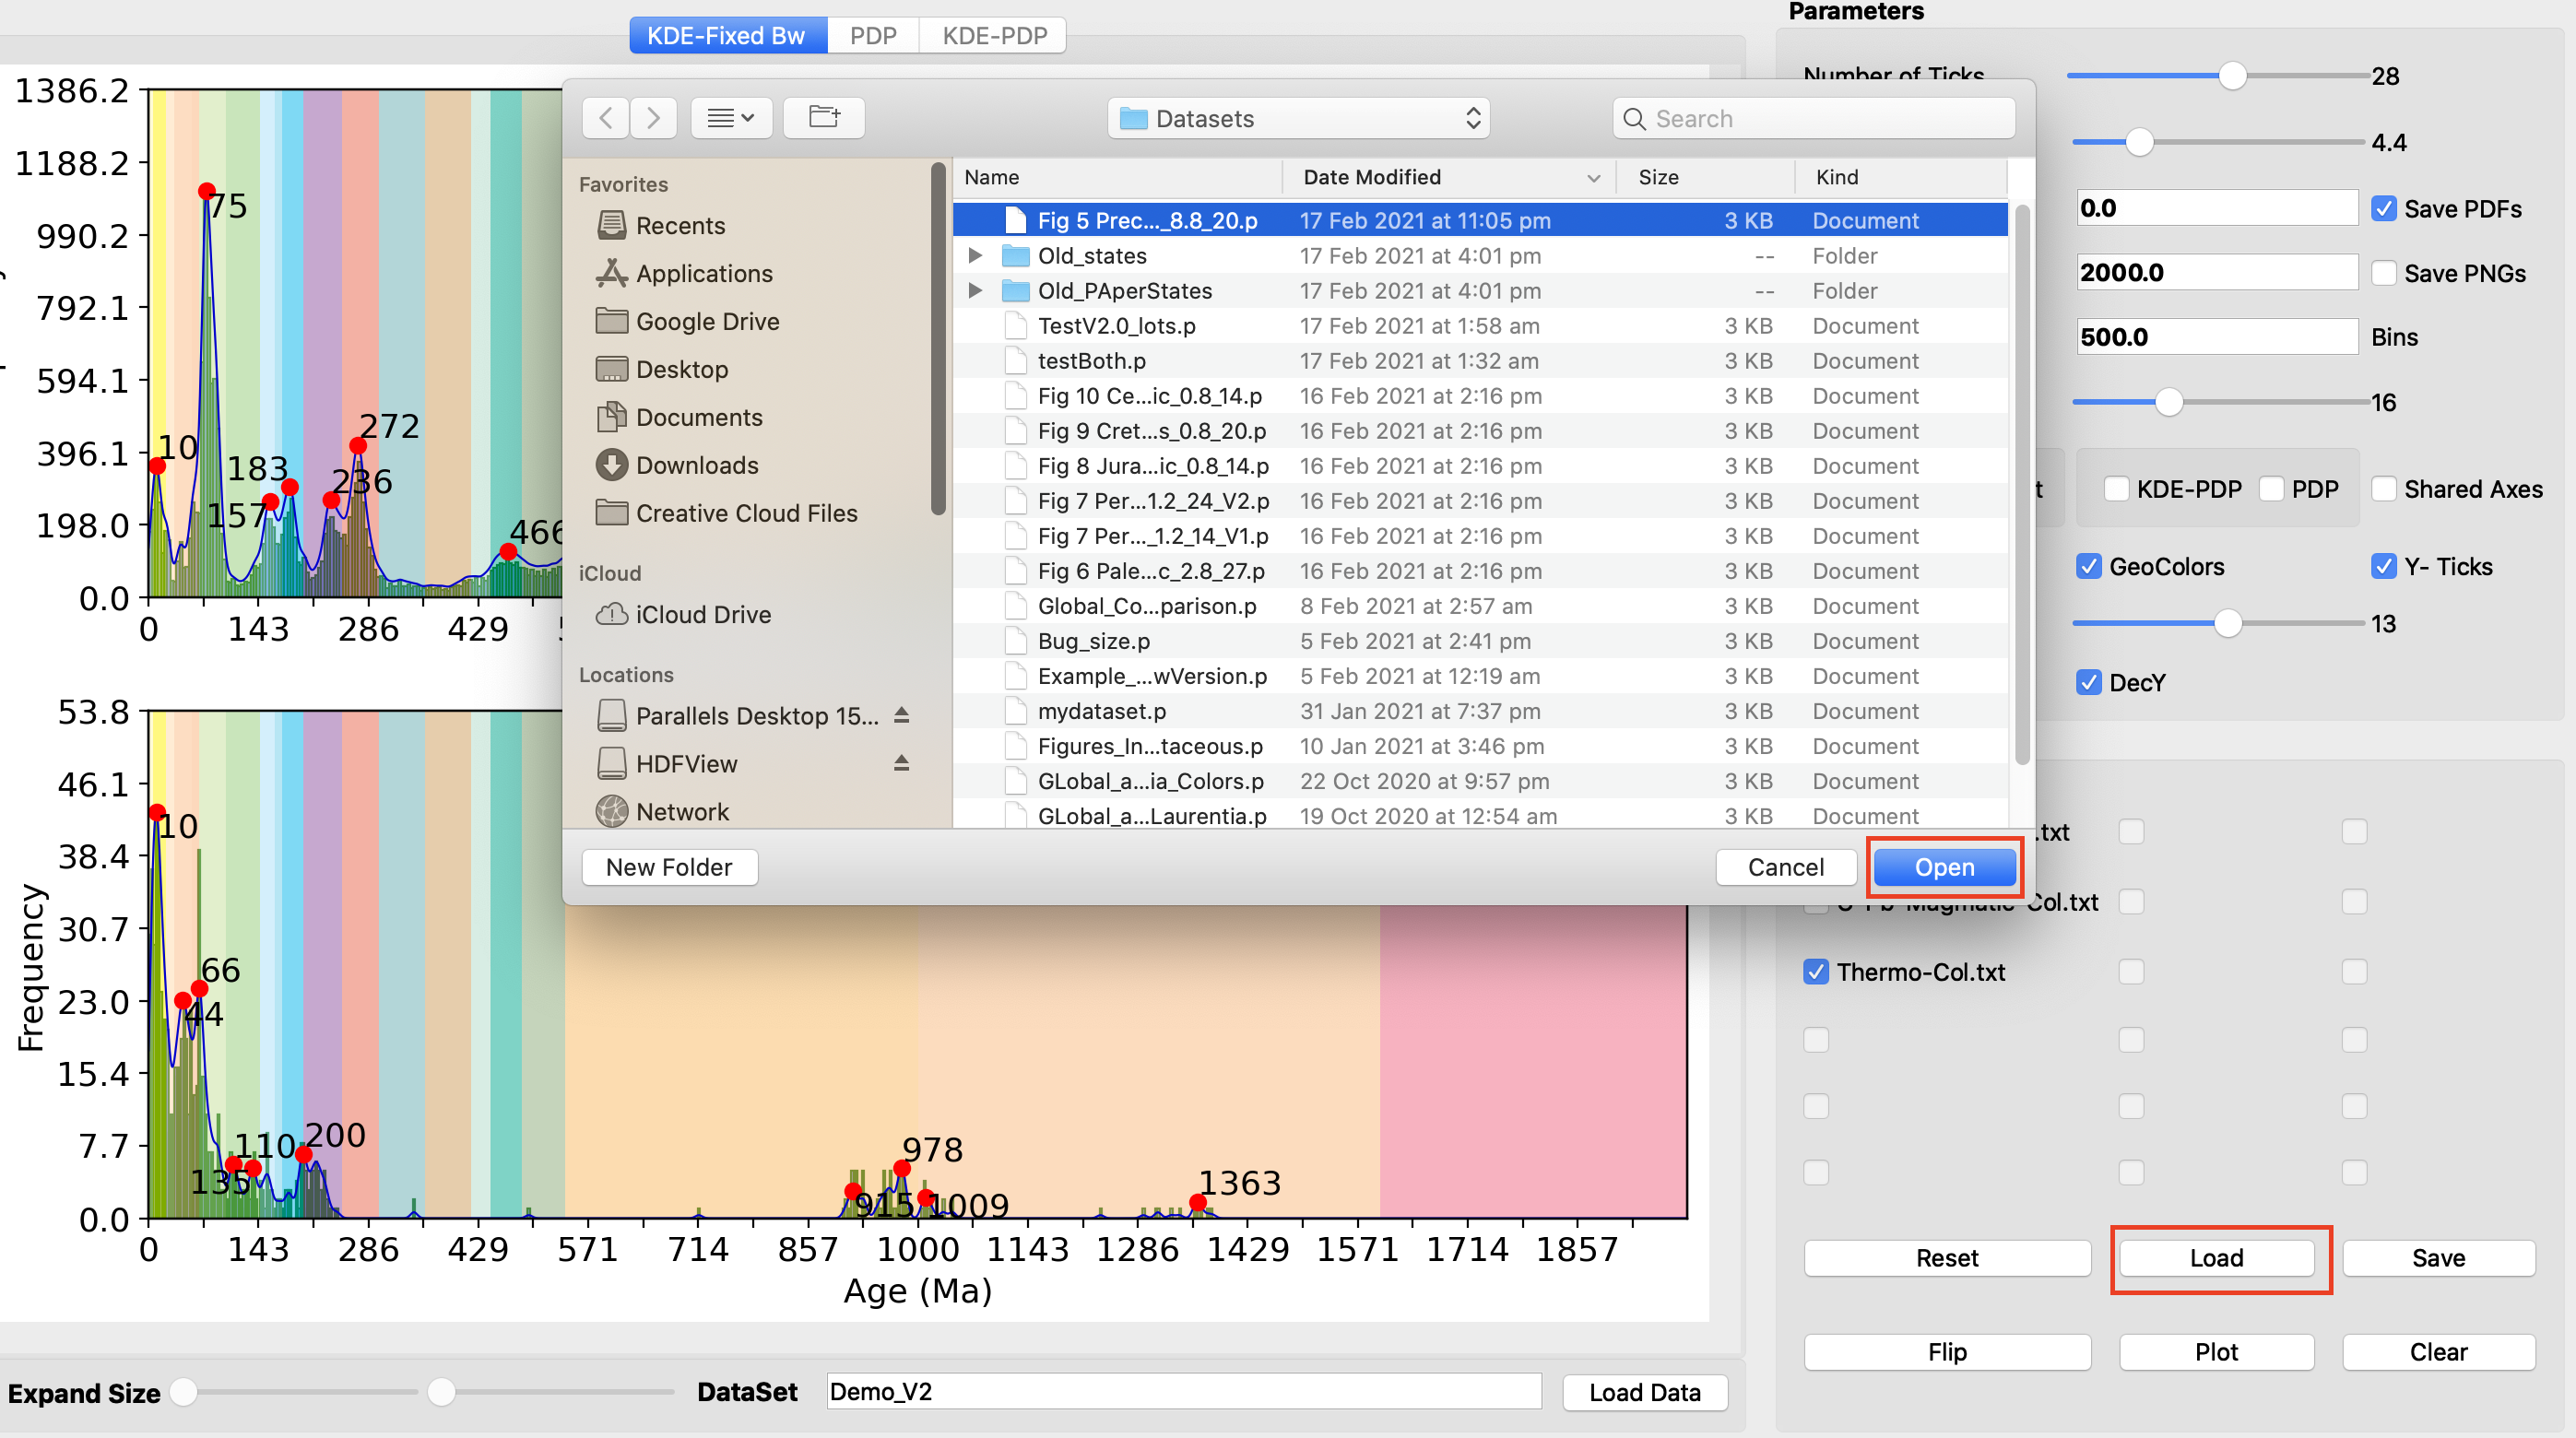 KDE-Fixed Bw PDP KDE-PDP
Parameters
Number of Ticks 28
4.4
0.0 Save PDFs
2000.0 Save PNGs
500.0 Bins
16
KDE-PDP PDP Shared Axes
GeoColors Y- Ticks
13
DecY
1386.2
1188.2
990.2
792.1
594.1
396.1
198.0
0.0
75
10
183
157
272
236
466
0 143 286 429
Datasets
Search
Favorites
Recents
Applications
Google Drive
Desktop
Documents
Downloads
Creative Cloud Files
iCloud
iCloud Drive
Locations
Parallels Desktop 15...
HDFView
Network
Name Date Modified Size Kind
Fig 5 Prec..._8.8_20.p 17 Feb 2021 at 11:05 pm 3 KB Document
Old_states 17 Feb 2021 at 4:01 pm -- Folder
Old_PAperStates 17 Feb 2021 at 4:01 pm -- Folder
TestV2.0_lots.p 17 Feb 2021 at 1:58 am 3 KB Document
testBoth.p 17 Feb 2021 at 1:32 am 3 KB Document
Fig 10 Ce...ic_0.8_14.p 16 Feb 2021 at 2:16 pm 3 KB Document
Fig 9 Cret...s_0.8_20.p 16 Feb 2021 at 2:16 pm 3 KB Document
Fig 8 Jura...ic_0.8_14.p 16 Feb 2021 at 2:16 pm 3 KB Document
Fig 7 Per...1.2_24_V2.p 16 Feb 2021 at 2:16 pm 3 KB Document
Fig 7 Per..._1.2_14_V1.p 16 Feb 2021 at 2:16 pm 3 KB Document
Fig 6 Pale...c_2.8_27.p 16 Feb 2021 at 2:16 pm 3 KB Document
Global_Co...parison.p 8 Feb 2021 at 2:57 am 3 KB Document
Bug_size.p 5 Feb 2021 at 2:41 pm 3 KB Document
Example_...wVersion.p 5 Feb 2021 at 12:19 am 3 KB Document
mydataset.p 31 Jan 2021 at 7:37 pm 3 KB Document
Figures_In...taceous.p 10 Jan 2021 at 3:46 pm 3 KB Document
GLobal_a...ia_Colors.p 22 Oct 2020 at 9:57 pm 3 KB Document
GLobal_a...Laurentia.p 19 Oct 2020 at 12:54 am 3 KB Document
New Folder Cancel Open
53.8
46.1
38.4
30.7
23.0
15.4
7.7
0.0
Frequency
10
66
44
110
135
200
915
978
1009
1363
0 143 286 429 571 714 857 1000 1143 1286 1429 1571 1714 1857
Age (Ma)
.txt
U-Pb-Magmatic-Col.txt
Thermo-Col.txt
Reset Load Save
Flip Plot Clear
Expand Size DataSet Demo_V2 Load Data